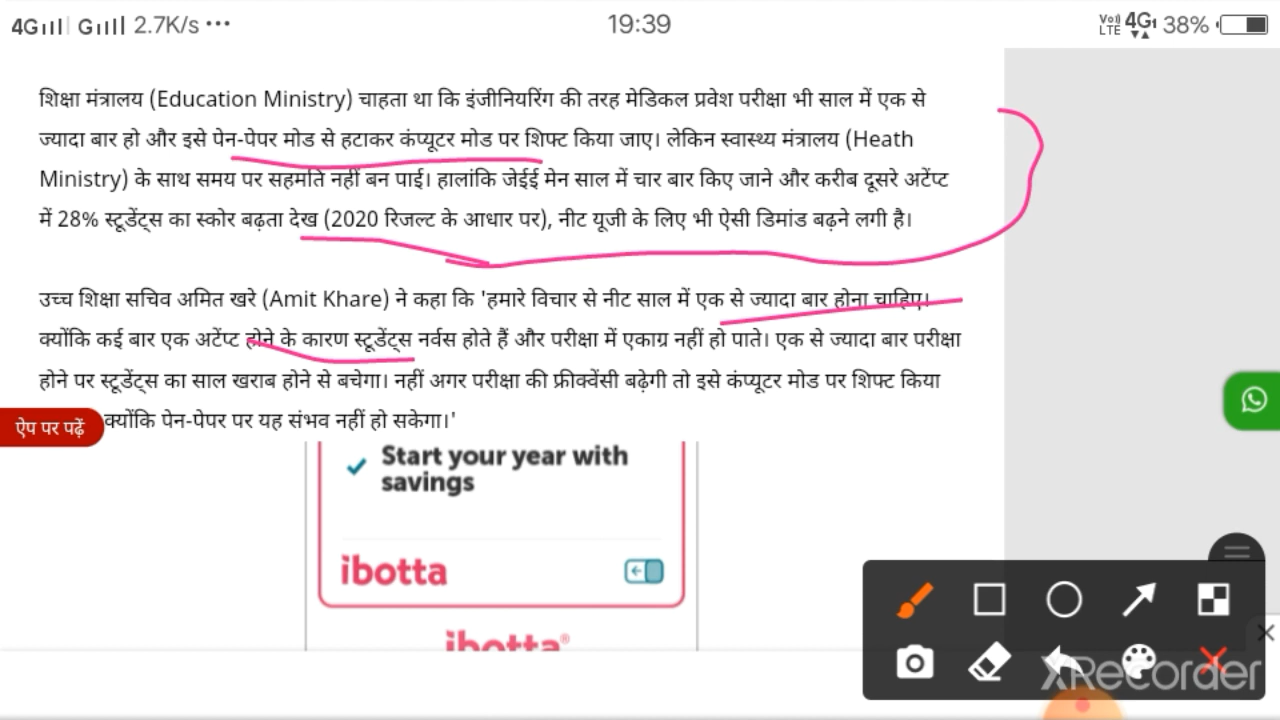 4G G 2.7K/s ••• 19:39 Vo) LTE 4G 38%
शिक्षा मंत्रालय (Education Ministry) चाहता था कि इंजीनियरिंग की तरह मेडिकल प्रवेश परीक्षा भी साल में एक से
ज्यादा बार हो और इसे पेन-पेपर मोड से हटाकर कंप्यूटर मोड पर शिफ्ट किया जाए। लेकिन स्वास्थ्य मंत्रालय (Heath
Ministry) के साथ समय पर सहमति नहीं बन पाई। हालांकि जेईई मेन साल में चार बार किए जाने और करीब दूसरे अटेंप्ट
में 28% स्टूडेंट्स का स्कोर बढ़ता देख (2020 रिजल्ट के आधार पर), नीट यूजी के लिए भी ऐसी डिमांड बढ़ने लगी है।
उच्च शिक्षा सचिव अमित खरे (Amit Khare) ने कहा कि 'हमारे विचार से नीट साल में एक से ज्यादा बार होना चाहिए।
क्योंकि कई बार एक अटेंप्ट होने के कारण स्टूडेंट्स नर्वस होते हैं और परीक्षा में एकाग्र नहीं हो पाते। एक से ज्यादा बार परीक्षा
होने पर स्टूडेंट्स का साल खराब होने से बचेगा। नहीं अगर परीक्षा की फ्रीक्वेंसी बढ़ेगी तो इसे कंप्यूटर मोड पर शिफ्ट किया
ऐप पर पढ़ें क्योंकि पेन-पेपर पर यह संभव नहीं हो सकेगा।'
Start your year with
savings
ibotta
ibotta®
XRecorder